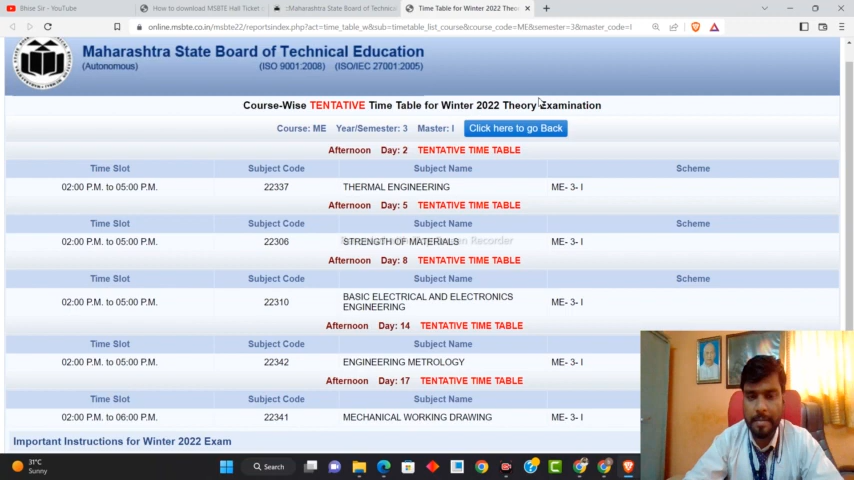 Bhise Sir - YouTube
How to download MSBTE Hall Ticket
::Maharashtra State Board of Technica
Time Table for Winter 2022 Theo
online.msbte.co.in/msbte22/reportsindex.php?act=time_table_w&sub=timetable_list_course&course_code=ME&semester=3&master_code=I
Maharashtra State Board of Technical Education
(Autonomous) (ISO 9001:2008) (ISO/IEC 27001:2005)
Course-Wise TENTATIVE Time Table for Winter 2022 Theory Examination
Course: ME Year/Semester: 3 Master: I Click here to go Back
Afternoon Day: 2 TENTATIVE TIME TABLE
Time Slot Subject Code Subject Name Scheme
02:00 P.M. to 05:00 P.M. 22337 THERMAL ENGINEERING ME- 3- I
Afternoon Day: 5 TENTATIVE TIME TABLE
Time Slot Subject Code Subject Name Scheme
02:00 P.M. to 05:00 P.M. 22306 STRENGTH OF MATERIALS ME- 3- I
Afternoon Day: 8 TENTATIVE TIME TABLE
Time Slot Subject Code Subject Name Scheme
02:00 P.M. to 05:00 P.M. 22310 BASIC ELECTRICAL AND ELECTRONICS ME- 3- I
ENGINEERING
Afternoon Day: 14 TENTATIVE TIME TABLE
Time Slot Subject Code Subject Name
02:00 P.M. to 05:00 P.M. 22342 ENGINEERING METROLOGY ME- 3- I
Afternoon Day: 17 TENTATIVE TIME TABLE
Time Slot Subject Code Subject Name
02:00 P.M. to 06:00 P.M. 22341 MECHANICAL WORKING DRAWING ME- 3- I
Important Instructions for Winter 2022 Exam
31°C
Sunny
Search